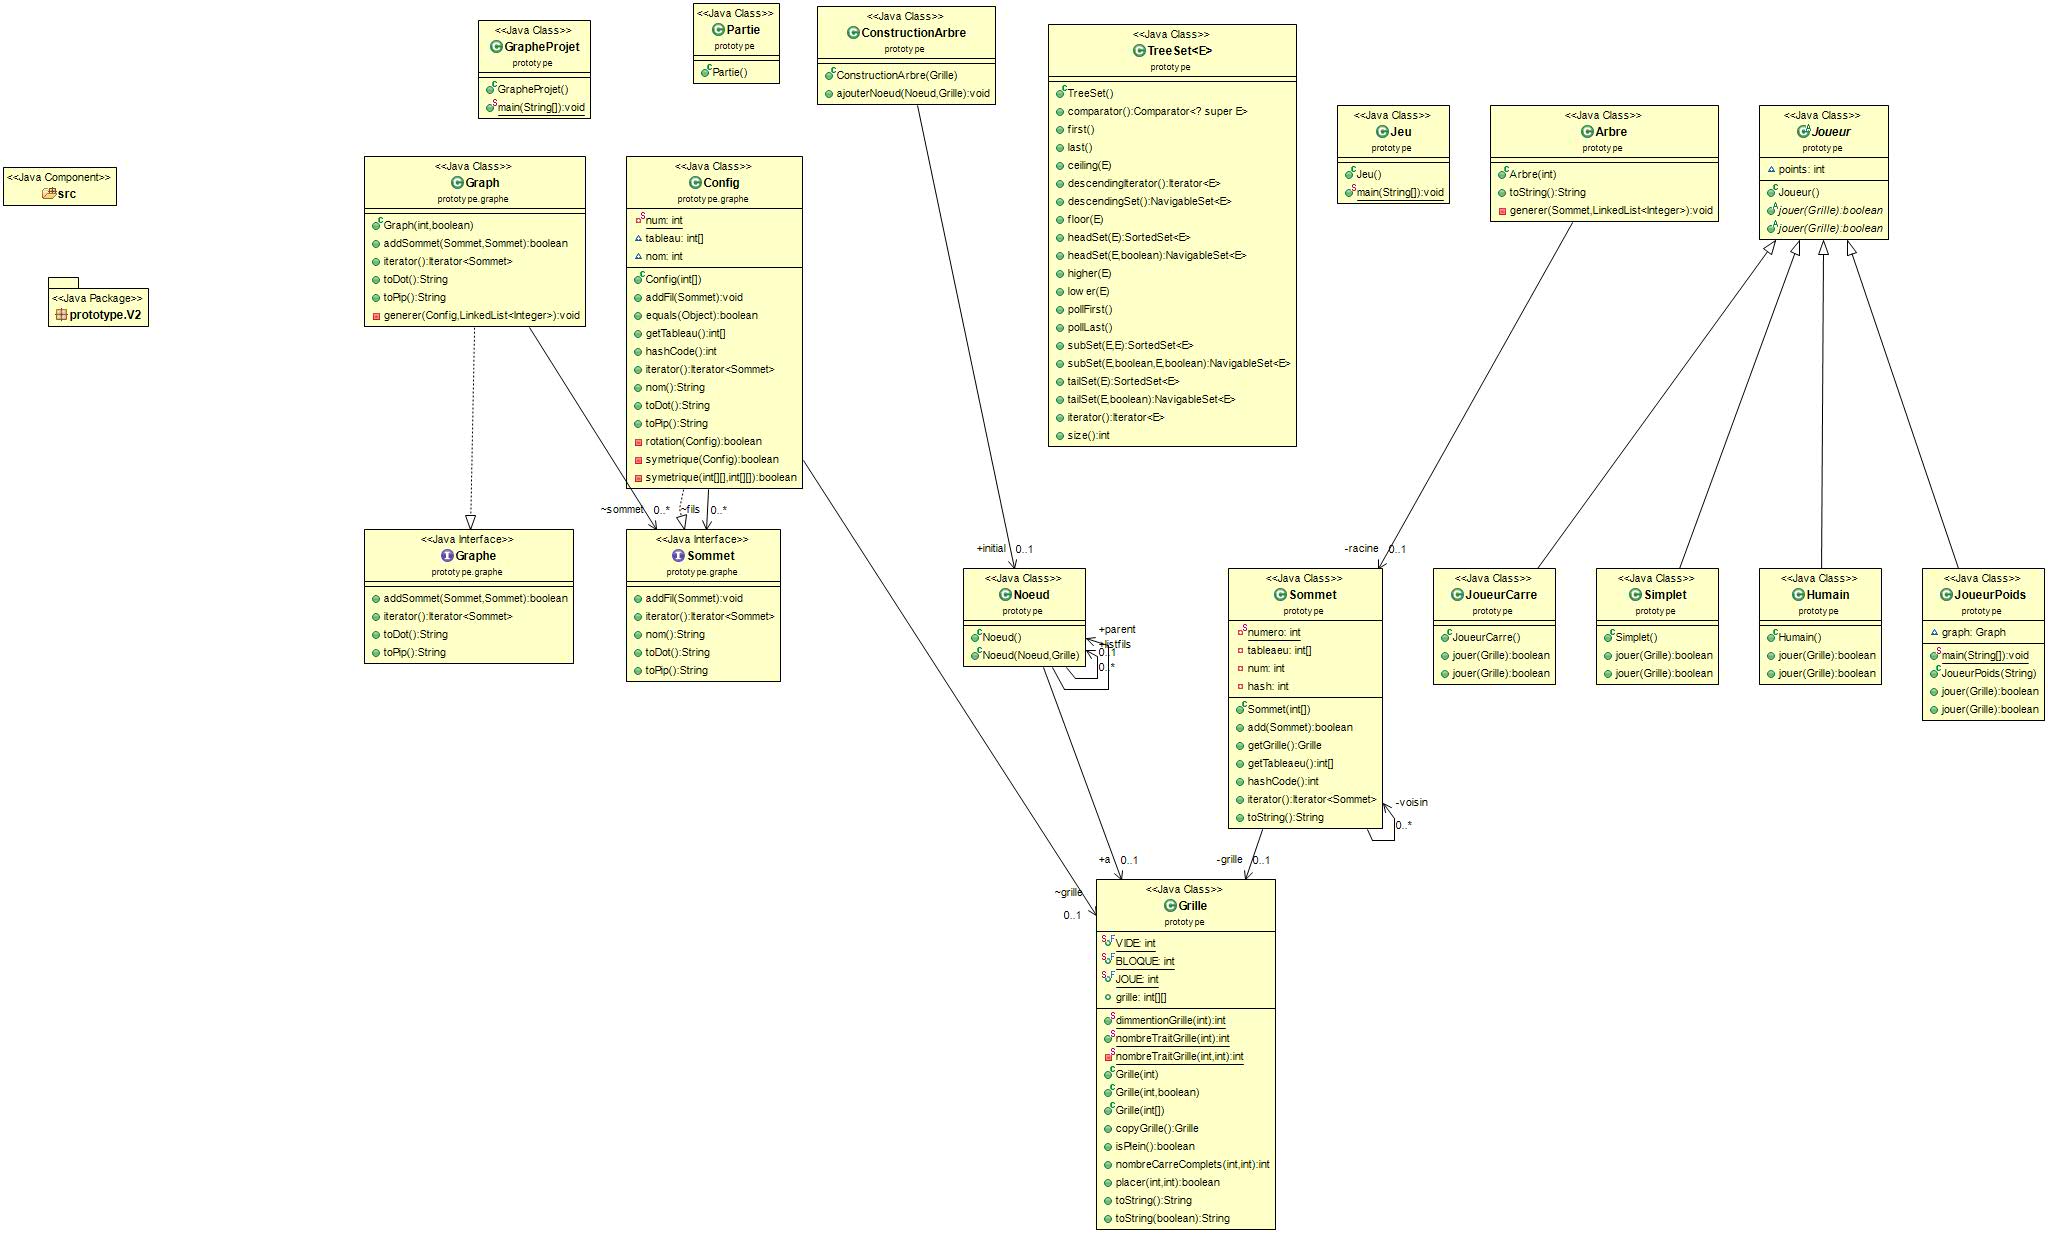 <<Java Class>>
GrapheProjet
prototype
GrapheProjet()
main(String[]):void
<<Java Class>>
Partie
prototype
Partie()
<<Java Class>>
ConstructionArbre
prototype
ConstructionArbre(Grille)
ajouterNoeud(Noeud,Grille):void
<<Java Class>>
TreeSet<E>
prototype
TreeSet()
comparator():Comparator<? super E>
first()
last()
ceiling(E)
descendingIterator():Iterator<E>
descendingSet():NavigableSet<E>
floor(E)
headSet(E):SortedSet<E>
headSet(E,boolean):NavigableSet<E>
higher(E)
lower(E)
pollFirst()
pollLast()
subSet(E,E):SortedSet<E>
subSet(E,boolean,E,boolean):NavigableSet<E>
tailSet(E):SortedSet<E>
tailSet(E,boolean):NavigableSet<E>
iterator():Iterator<E>
size():int
<<Java Class>>
Jeu
prototype
Jeu()
main(String[]):void
<<Java Class>>
Arbre
prototype
Arbre(int)
toString():String
generer(Sommet,LinkedList<Integer>):void
<<Java Class>>
Joueur
prototype
points: int
Joueur()
jouer(Grille):boolean
jouer(Grille):boolean
<<Java Component>>
src
<<Java Package>>
prototype.V2
<<Java Class>>
Graph
prototype.graphe
Graph(int,boolean)
addSommet(Sommet,Sommet):boolean
iterator():Iterator<Sommet>
toDot():String
toPip():String
generer(Config,LinkedList<Integer>):void
<<Java Class>>
Config
prototype.graphe
num: int
tableau: int[]
nom: int
Config(int[])
addFil(Sommet):void
equals(Object):boolean
getTableau():int[]
hashCode():int
iterator():Iterator<Sommet>
nom():String
toDot():String
toPip():String
rotation(Config):boolean
symetrique(Config):boolean
symetrique(int[][],int[][]):boolean
~sommet 0..*
~fils 0..*
<<Java Interface>>
Graphe
prototype.graphe
addSommet(Sommet,Sommet):boolean
iterator():Iterator<Sommet>
toDot():String
toPip():String
<<Java Interface>>
Sommet
prototype.graphe
addFil(Sommet):void
iterator():Iterator<Sommet>
nom():String
toDot():String
toPip():String
+initial 0..1
<<Java Class>>
Noeud
prototype
Noeud()
Noeud(Noeud,Grille)
+parent
+listfils
0..1
0..*
-racine 0..1
<<Java Class>>
Sommet
prototype
numero: int
tableaeu: int[]
num: int
hash: int
Sommet(int[])
add(Sommet):boolean
getGrille():Grille
getTableaeu():int[]
hashCode():int
iterator():Iterator<Sommet>
toString():String
-voisin
0..*
<<Java Class>>
JoueurCarre
prototype
JoueurCarre()
jouer(Grille):boolean
jouer(Grille):boolean
<<Java Class>>
Simplet
prototype
Simplet()
jouer(Grille):boolean
jouer(Grille):boolean
<<Java Class>>
Humain
prototype
Humain()
jouer(Grille):boolean
jouer(Grille):boolean
<<Java Class>>
JoueurPoids
prototype
graph: Graph
main(String[]):void
JoueurPoids(String)
jouer(Grille):boolean
jouer(Grille):boolean
+a 0..1
-grille 0..1
~grille
0..1
<<Java Class>>
Grille
prototype
VIDE: int
BLOQUE: int
JOUE: int
grille: int[][]
dimmentionGrille(int):int
nombreTraitGrille(int):int
nombreTraitGrille(int,int):int
Grille(int)
Grille(int,boolean)
Grille(int[])
copyGrille():Grille
isPlein():boolean
nombreCarreComplets(int,int):int
placer(int,int):boolean
toString():String
toString(boolean):String